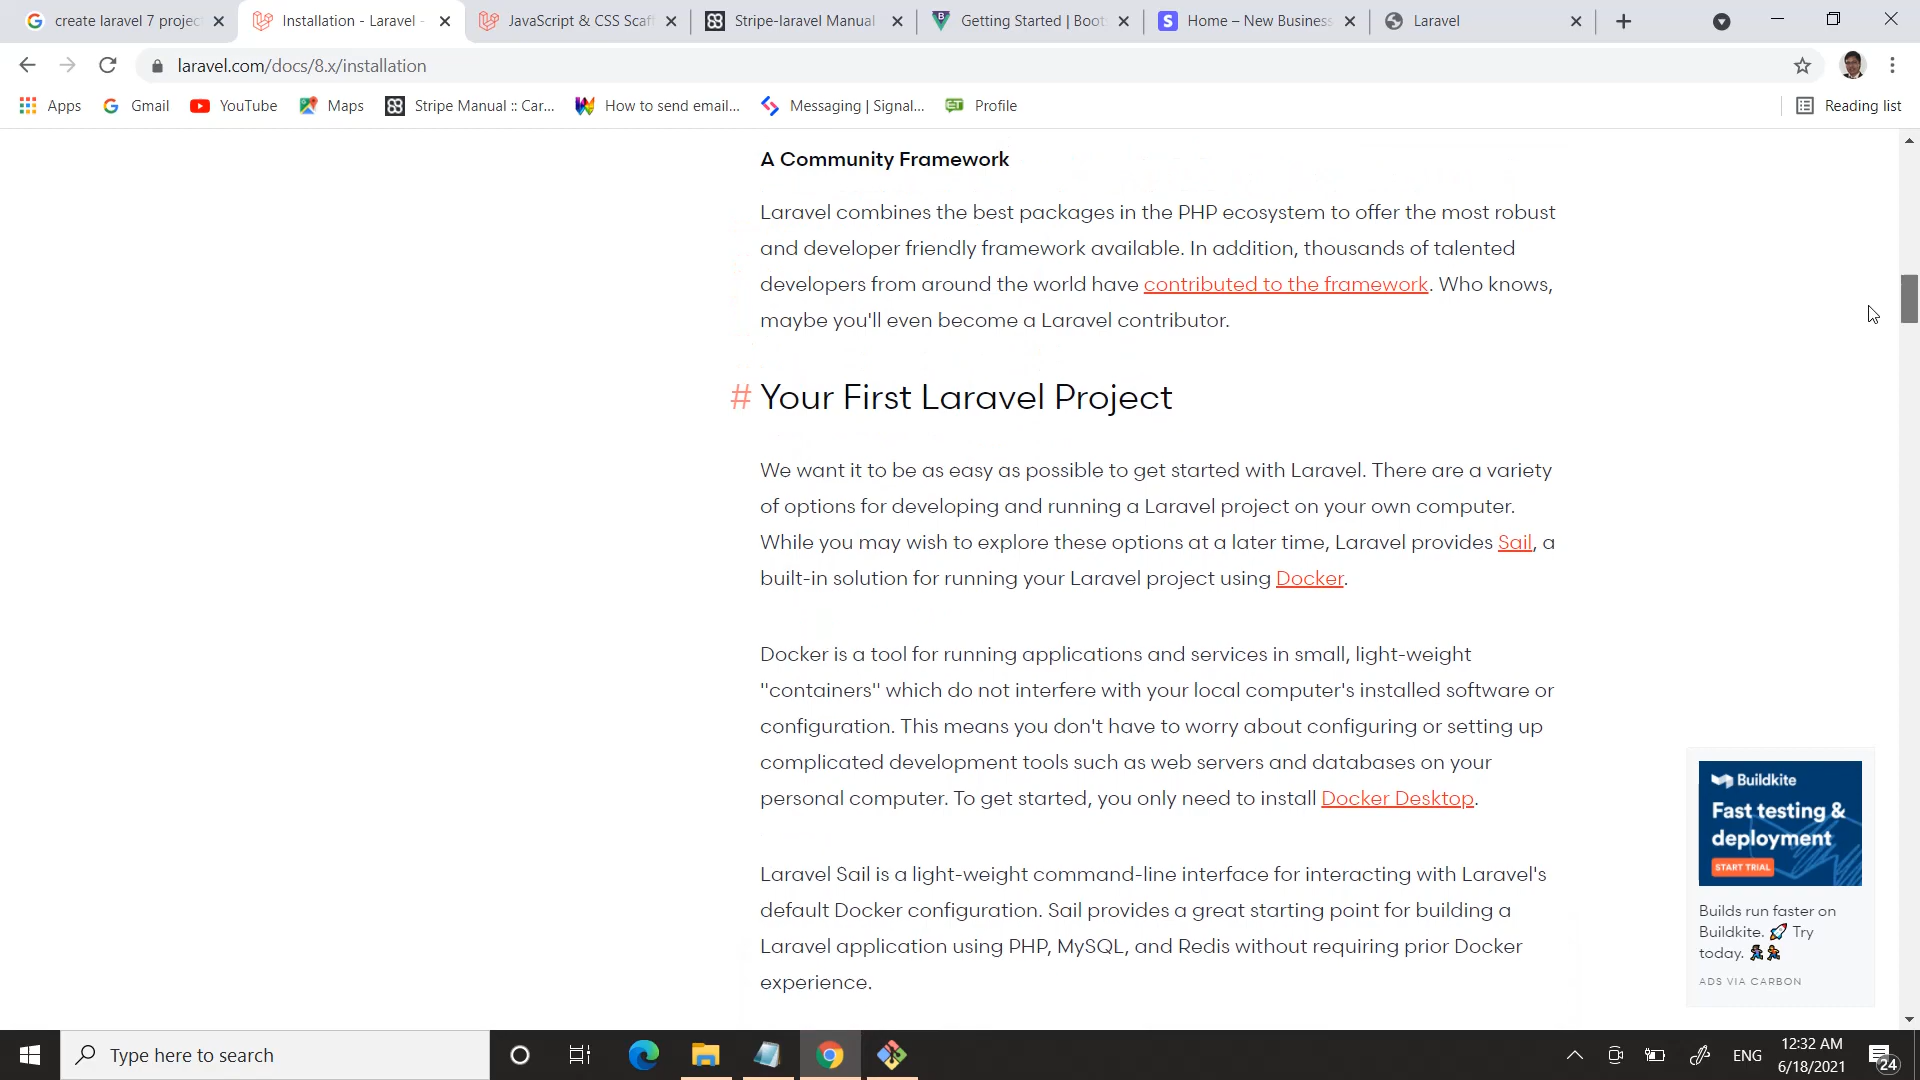 create laravel 7 projec
Installation - Laravel -
JavaScript & CSS Scaff
Stripe-laravel Manual
Getting Started | Boot
Home – New Business
Laravel
laravel.com/docs/8.x/installation
Apps
Gmail
YouTube
Maps
Stripe Manual :: Car...
How to send email...
Messaging | Signal...
Profile
Reading list
A Community Framework
Laravel combines the best packages in the PHP ecosystem to offer the most robust
and developer friendly framework available. In addition, thousands of talented
developers from around the world have contributed to the framework. Who knows,
maybe you'll even become a Laravel contributor.
# Your First Laravel Project
We want it to be as easy as possible to get started with Laravel. There are a variety
of options for developing and running a Laravel project on your own computer.
While you may wish to explore these options at a later time, Laravel provides Sail, a
built-in solution for running your Laravel project using Docker.
Docker is a tool for running applications and services in small, light-weight
"containers" which do not interfere with your local computer's installed software or
configuration. This means you don't have to worry about configuring or setting up
complicated development tools such as web servers and databases on your
personal computer. To get started, you only need to install Docker Desktop.
Laravel Sail is a light-weight command-line interface for interacting with Laravel's
default Docker configuration. Sail provides a great starting point for building a
Laravel application using PHP, MySQL, and Redis without requiring prior Docker
experience.
Buildkite
Fast testing &
deployment
START TRIAL
Builds run faster on
Buildkite. 🚀 Try
today.
ADS VIA CARBON
Type here to search
ENG
12:32 AM
6/18/2021
24